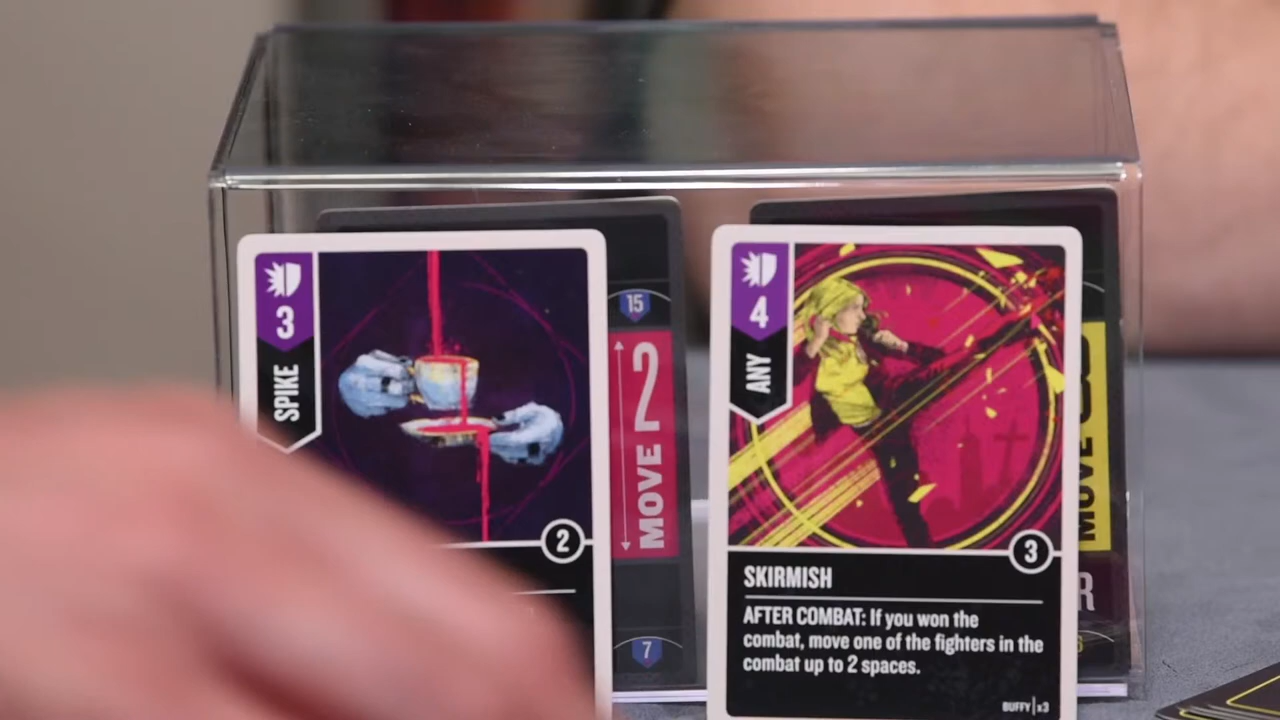 3
SPIKE
2
15
MOVE 2
7
4
ANY
3
SKIRMISH
AFTER COMBAT: If you won the
combat, move one of the fighters in the
combat up to 2 spaces.
BUFFY x3
MOVE
R